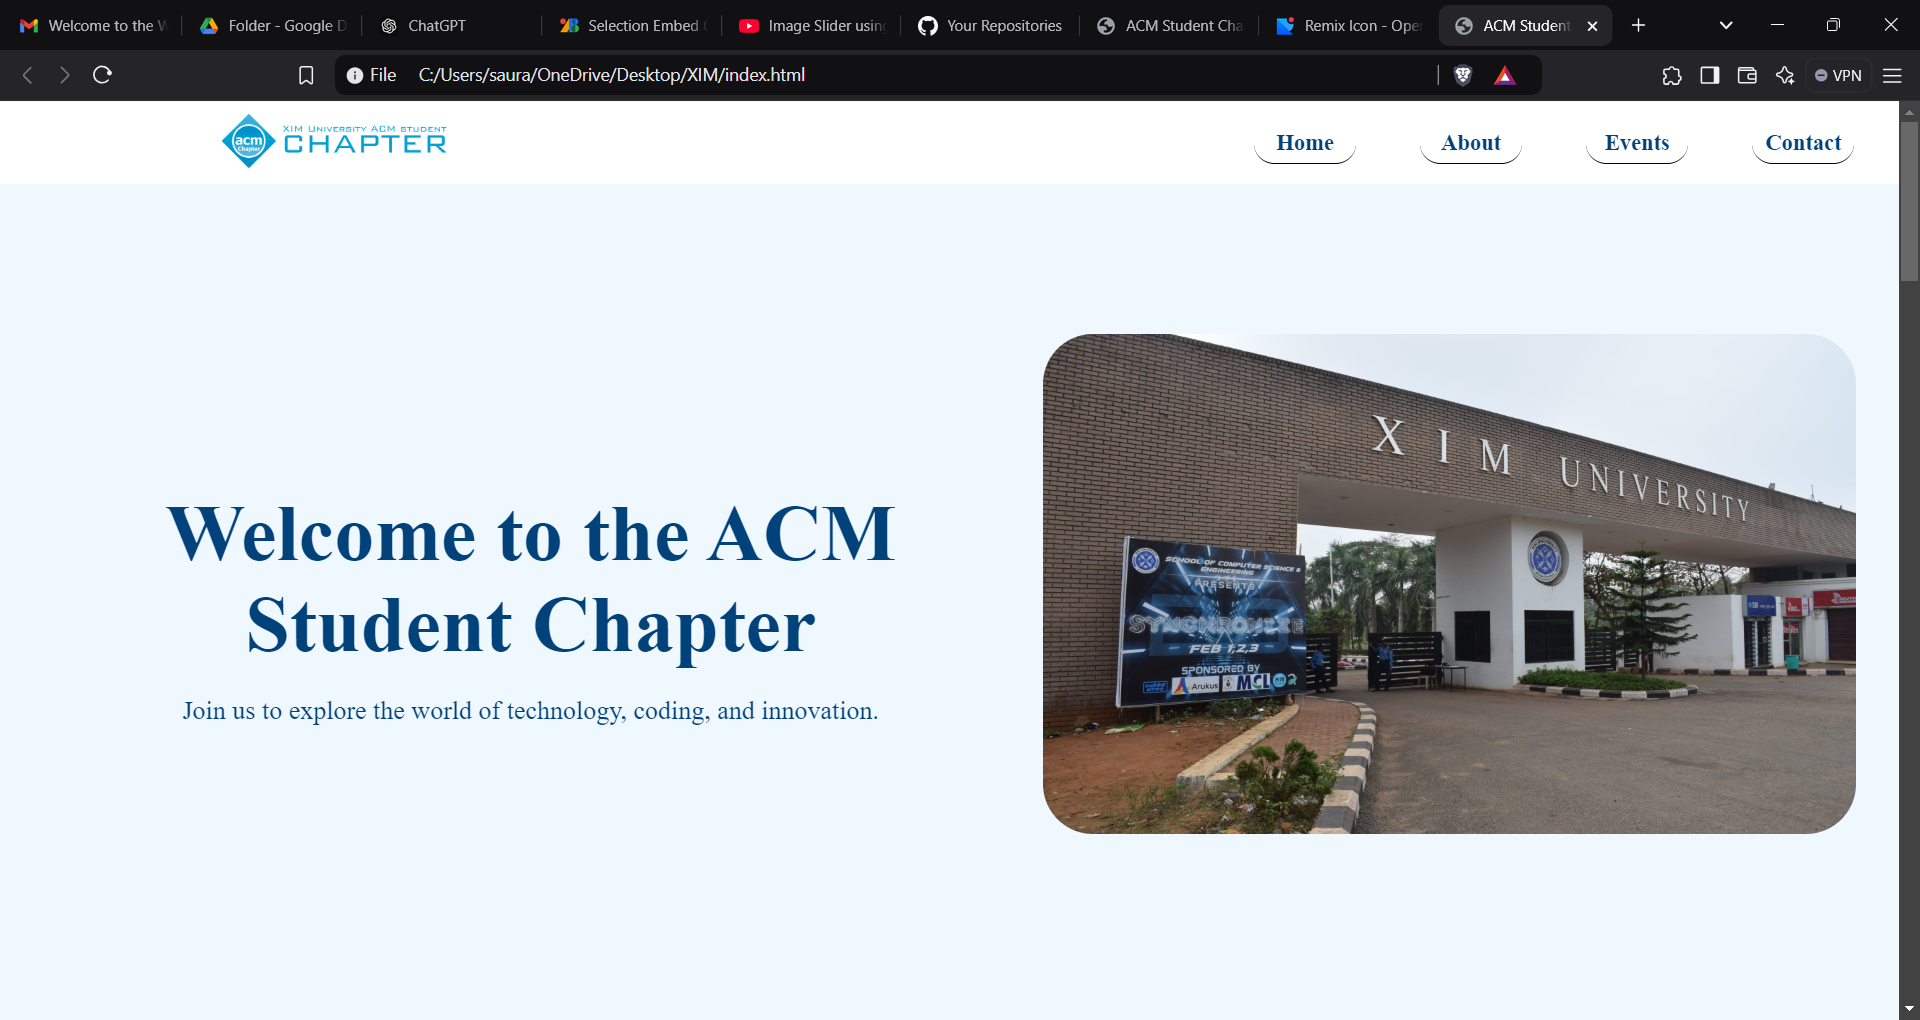 Welcome to the W
Folder - Google D
ChatGPT
Selection Embed
Image Slider usin
Your Repositories
ACM Student Cha
Remix Icon - Ope
ACM Student
File C:/Users/saura/OneDrive/Desktop/XIM/index.html
VPN
acm
Chapter
XIM UNIVERSITY ACM STUDENT
CHAPTER
Home
About
Events
Contact
Welcome to the ACM
Student Chapter
Join us to explore the world of technology, coding, and innovation.
XIM UNIVERSITY
SCHOOL OF COMPUTER SCIENCE &
ENGINEERING
PRESENTS
SYNCHRONIZE
FEB 1,2,3
SPONSORED BY
Arukus
MCL